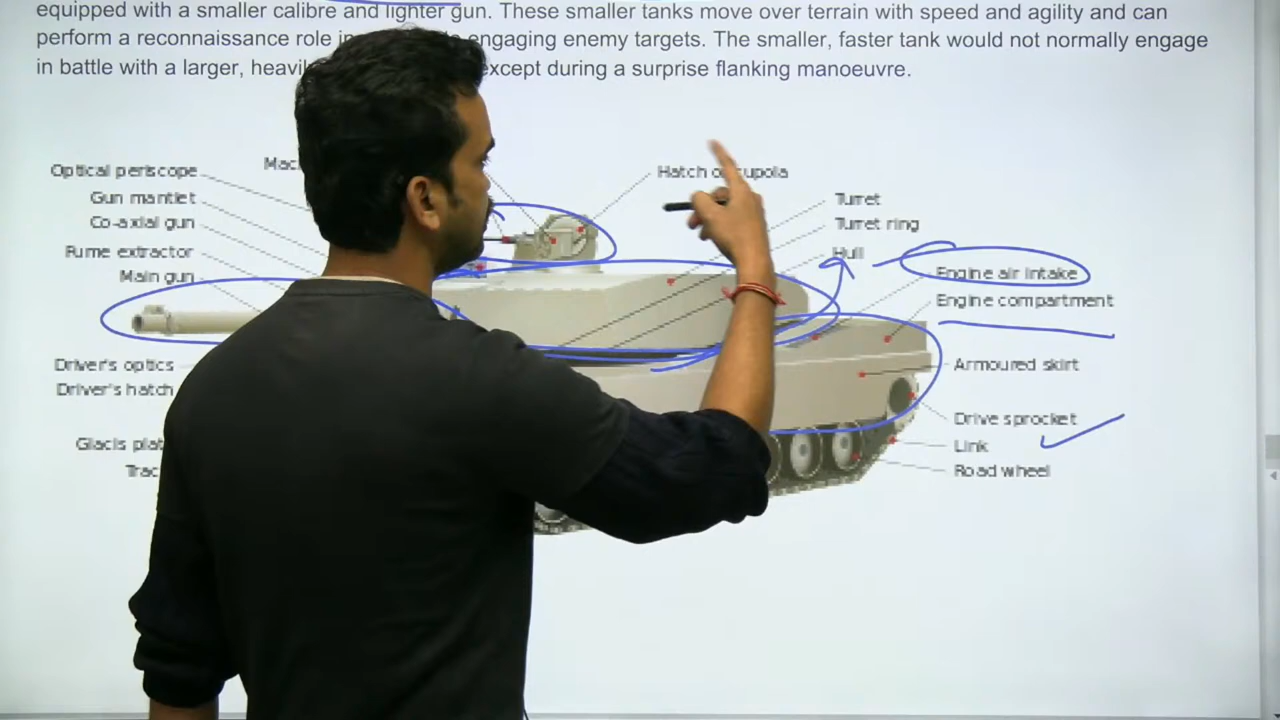 equipped with a smaller calibre and lighter gun. These smaller tanks move over terrain with speed and agility and can
perform a reconnaissance role in engaging enemy targets. The smaller, faster tank would not normally engage
in battle with a larger, except during a surprise flanking manoeuvre.
Optical periscope
Gun mantlet
Co-axial gun
Fume extractor
Main gun
Driver's optics
Driver's hatch
Glacis
Hatch
Turret
Turret ring
Hull
Engine air intake
Engine compartment
Armoured skirt
Drive sprocket
Link
Road wheel